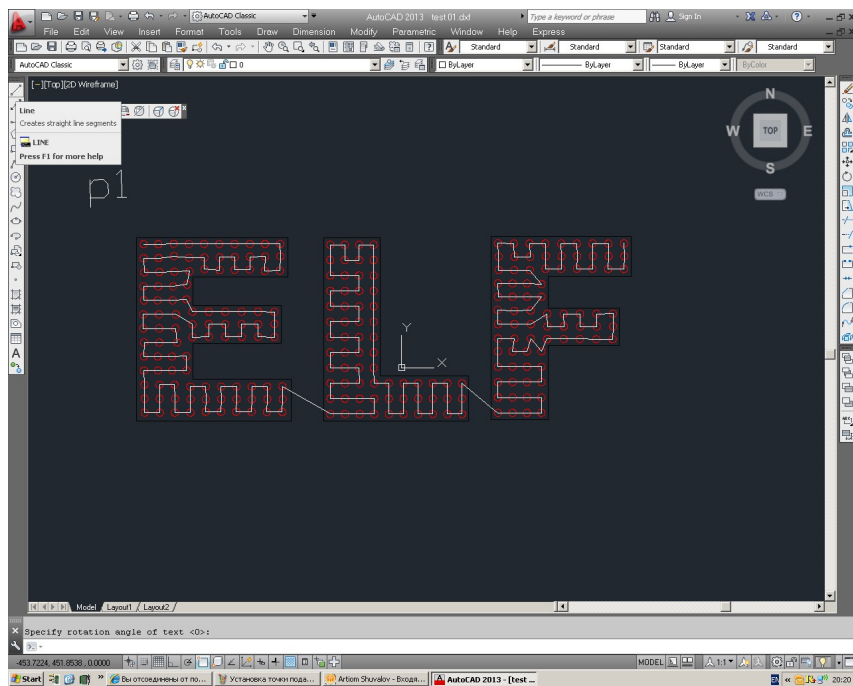 AutoCAD Classic
AutoCAD 2013 test 01.dxf
Type a keyword or phrase
Sign In
File Edit View Insert Format Tools Draw Dimension Modify Parametric Window Help Express
Standard Standard Standard Standard
AutoCAD Classic 0 ByLayer ByLayer ByLayer ByColor
[-][Top][2D Wireframe]
Line
Creates straight line segments
LINE
Press F1 for more help
N
W TOP E
S
WCS
p1
ELF
Y
X
Model Layout1 Layout2
Specify rotation angle of text <0>:
-453.7224, 451.8538, 0.0000 MODEL 1:1
Start Вы отсоединены от по... Установка точки пода... Artiom Shuvalov - Входя... AutoCAD 2013 - [test ... EN 20:20